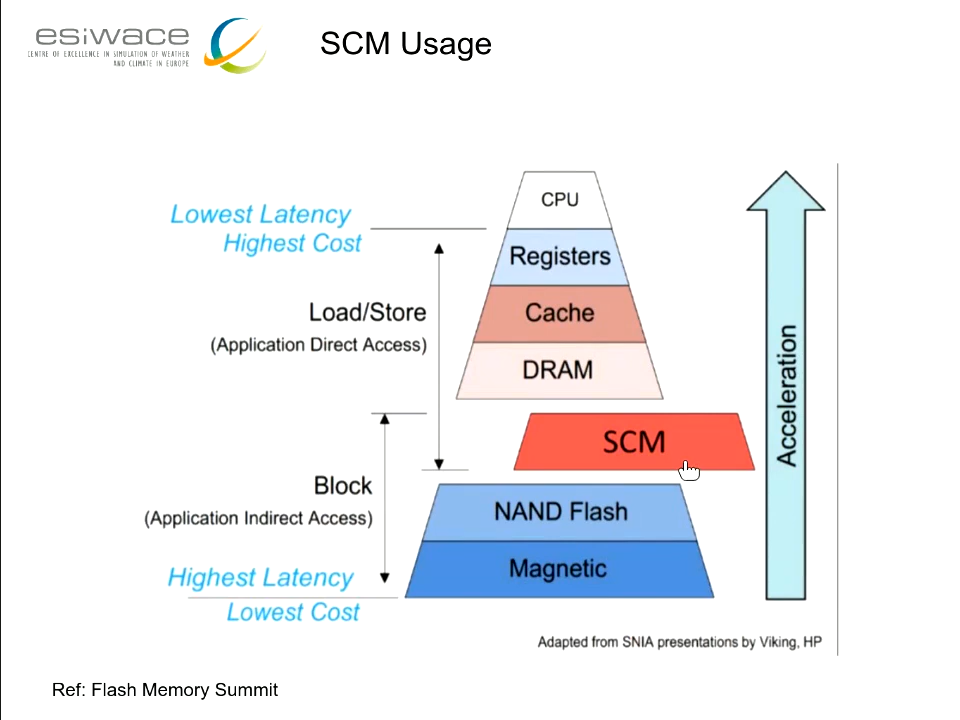 esiwace
CENTRE OF EXCELLENCE IN SIMULATION OF WEATHER
AND CLIMATE IN EUROPE
SCM Usage
CPU
Lowest Latency
Highest Cost
Registers
Load/Store
(Application Direct Access)
Cache
DRAM
SCM
Acceleration
Block
(Application Indirect Access)
NAND Flash
Magnetic
Highest Latency
Lowest Cost
Adapted from SNIA presentations by Viking, HP
Ref: Flash Memory Summit